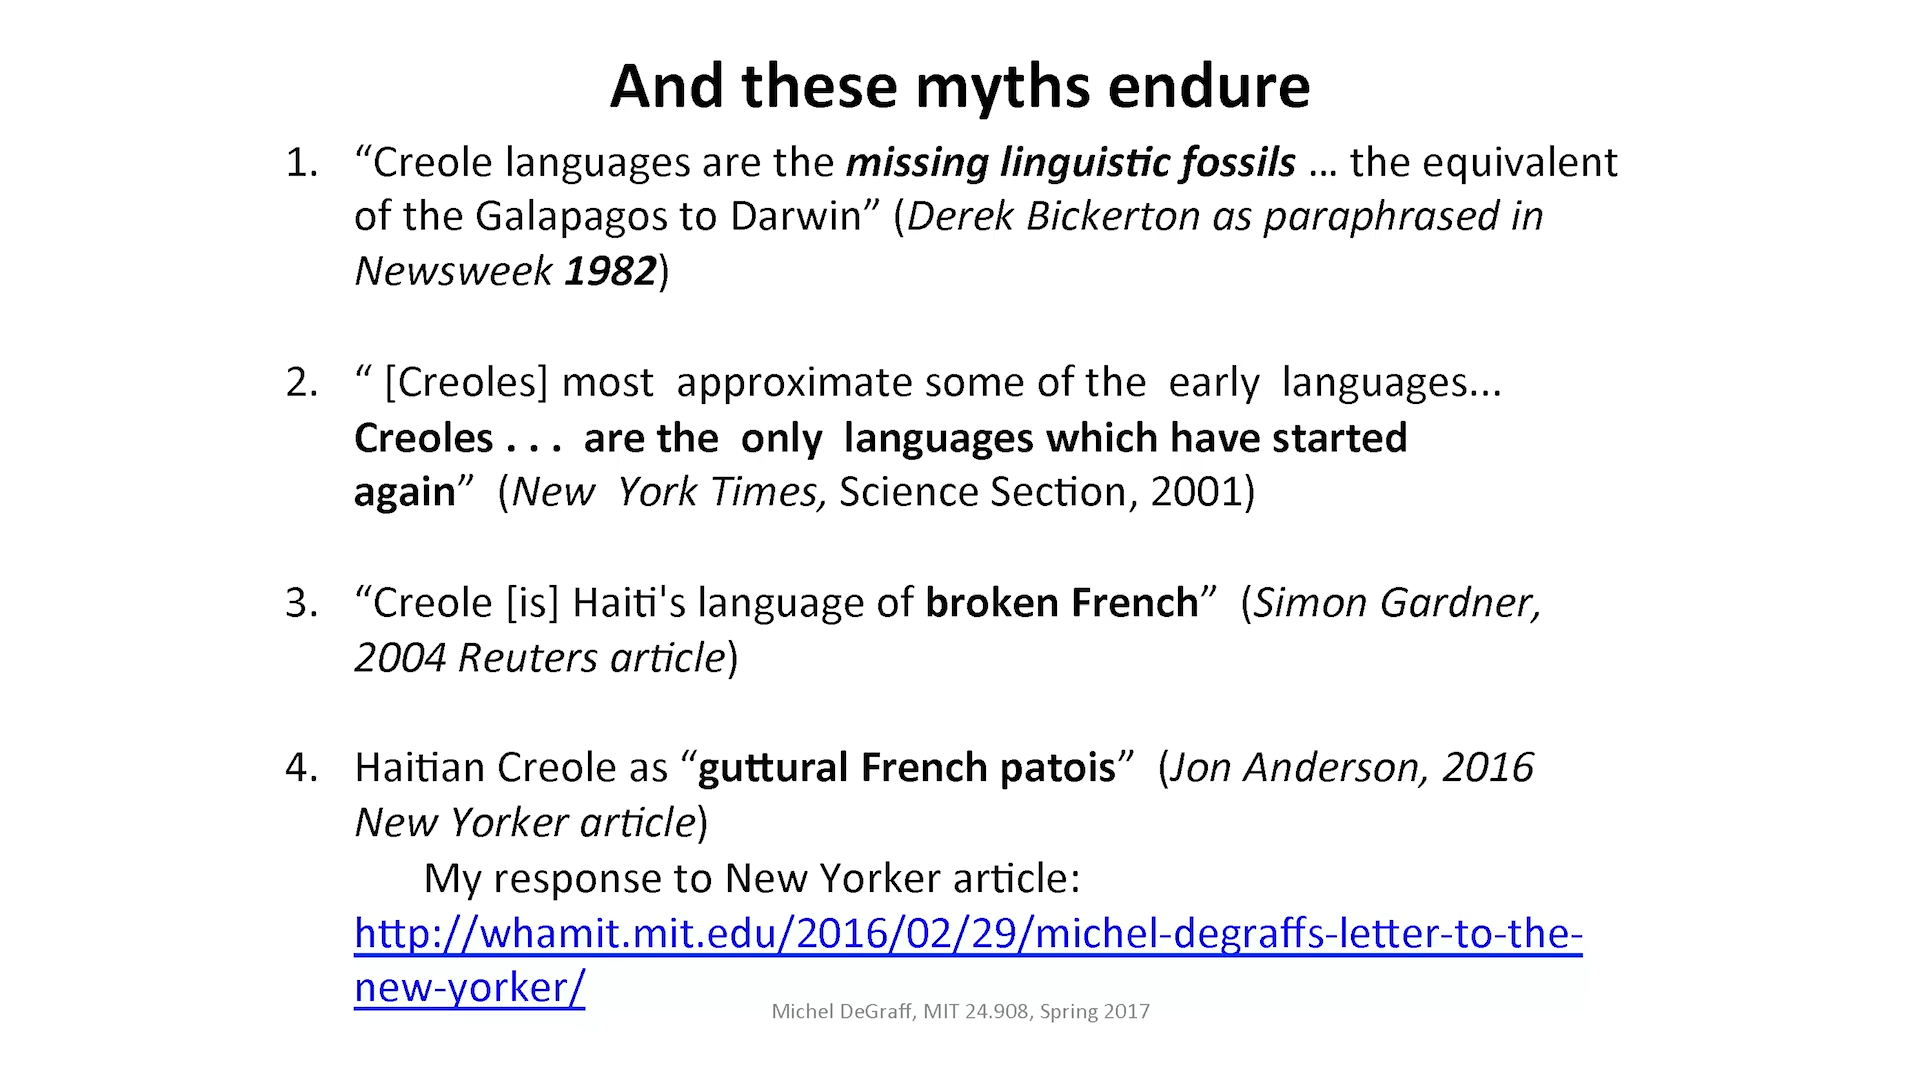 And these myths endure
1. “Creole languages are the missing linguistic fossils ... the equivalent
of the Galapagos to Darwin” (Derek Bickerton as paraphrased in
Newsweek 1982)
2. “ [Creoles] most approximate some of the early languages...
Creoles . . . are the only languages which have started
again” (New York Times, Science Section, 2001)
3. “Creole [is] Haiti's language of broken French” (Simon Gardner,
2004 Reuters article)
4. Haitian Creole as “guttural French patois” (Jon Anderson, 2016
New Yorker article)
My response to New Yorker article:
http://whamit.mit.edu/2016/02/29/michel-degraffs-letter-to-the-
new-yorker/
Michel DeGraff, MIT 24.908, Spring 2017